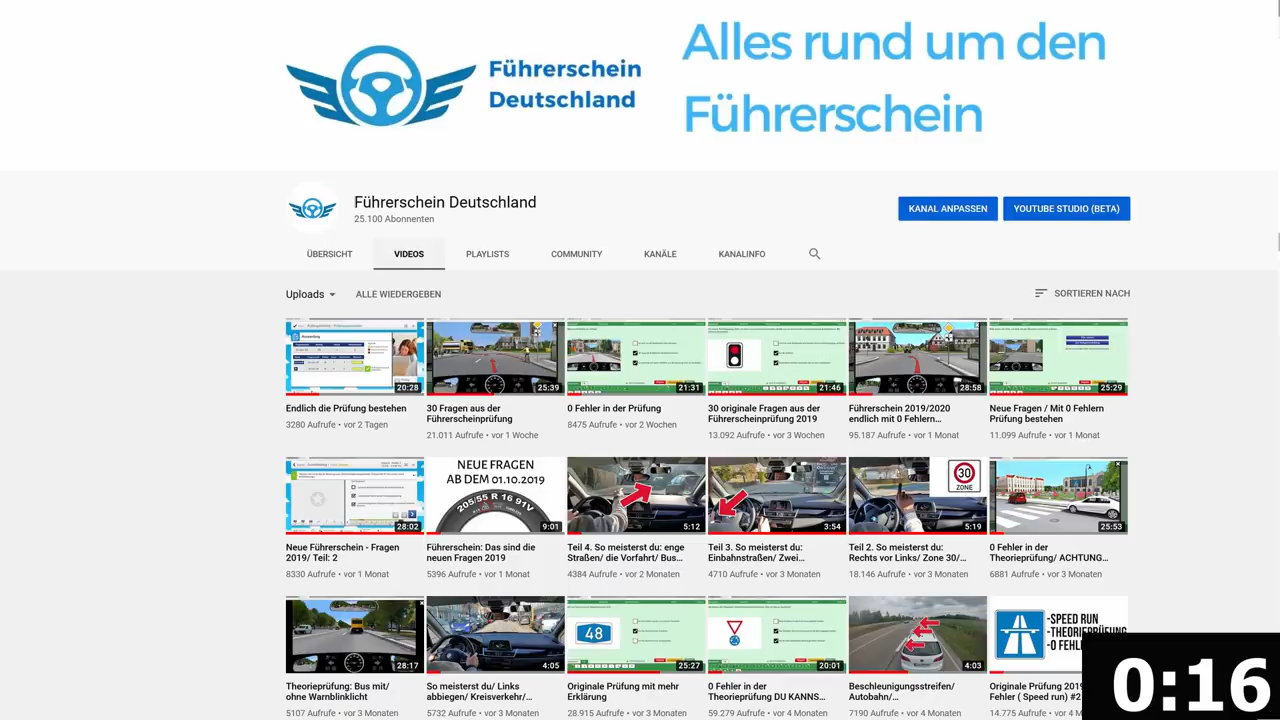 Führerschein
Deutschland
Alles rund um den
Führerschein
Führerschein Deutschland
25.100 Abonnenten
KANAL ANPASSEN
YOUTUBE STUDIO (BETA)
ÜBERSICHT
VIDEOS
PLAYLISTS
COMMUNITY
KANÄLE
KANALINFO
Uploads
ALLE WIEDERGEBEN
SORTIEREN NACH
20:28
25:39
21:31
21:46
28:58
25:29
Endlich die Prüfung bestehen
3280 Aufrufe • vor 2 Tagen
30 Fragen aus der
Führerscheinprüfung
21.011 Aufrufe • vor 1 Woche
0 Fehler in der Prüfung
8475 Aufrufe • vor 2 Wochen
30 originale Fragen aus der
Führerscheinprüfung 2019
13.092 Aufrufe • vor 3 Wochen
Führerschein 2019/2020
endlich mit 0 Fehlern...
95.187 Aufrufe • vor 1 Monat
Neue Fragen / Mit 0 Fehlern
Prüfung bestehen
11.099 Aufrufe • vor 1 Monat
28:02
NEUE FRAGEN
AB DEM 01.10.2019
205/55 R 16 91V
9:01
5:12
3:54
30
ZONE
5:19
25:53
Neue Führerschein - Fragen
2019/ Teil: 2
8330 Aufrufe • vor 1 Monat
Führerschein: Das sind die
neuen Fragen 2019
5396 Aufrufe • vor 1 Monat
Teil 4. So meisterst du: enge
Straßen/ die Vorfahrt/ Bus...
4384 Aufrufe • vor 2 Monaten
Teil 3. So meisterst du:
Einbahnstraßen/ Zwei...
4710 Aufrufe • vor 3 Monaten
Teil 2. So meisterst du:
Rechts vor Links/ Zone 30/...
18.146 Aufrufe • vor 3 Monaten
0 Fehler in der
Theorieprüfung/ ACHTUNG...
6881 Aufrufe • vor 3 Monaten
28:17
4:05
48
25:27
20:01
4:03
-SPEED RUN
-THEORIEPRÜFUNG
-0 FEHLE
Theorieprüfung: Bus mit/
ohne Warnblinklicht
5107 Aufrufe • vor 3 Monaten
So meisterst du/ Links
abbiegen/ Kreisverkehr/...
5732 Aufrufe • vor 3 Monaten
Originale Prüfung mit mehr
Erklärung
28.915 Aufrufe • vor 3 Monaten
0 Fehler in der
Theorieprüfung DU KANNS...
59.279 Aufrufe • vor 4 Monaten
Beschleunigungsstreifen/
Autobahn/...
7190 Aufrufe • vor 4 Monaten
Originale Prüfung 2019
Fehler ( Speed run) #2
14.775 Aufrufe • vor 4 M
0:16